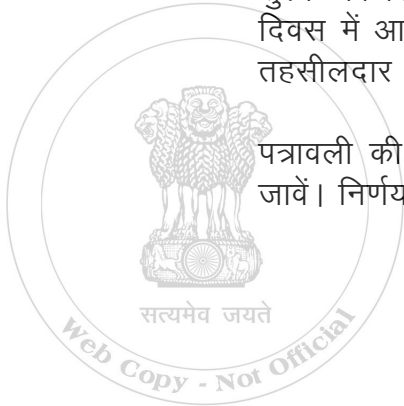 दिवस में आ
तहसीलदार
पत्रावली की
जावें। निर्णय
सत्यमेव जयते
Web Copy - Not Official